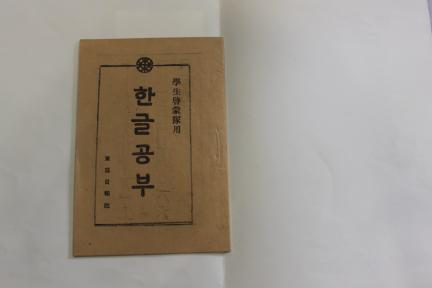 學生啓蒙隊用
한글공부
東亞日報社